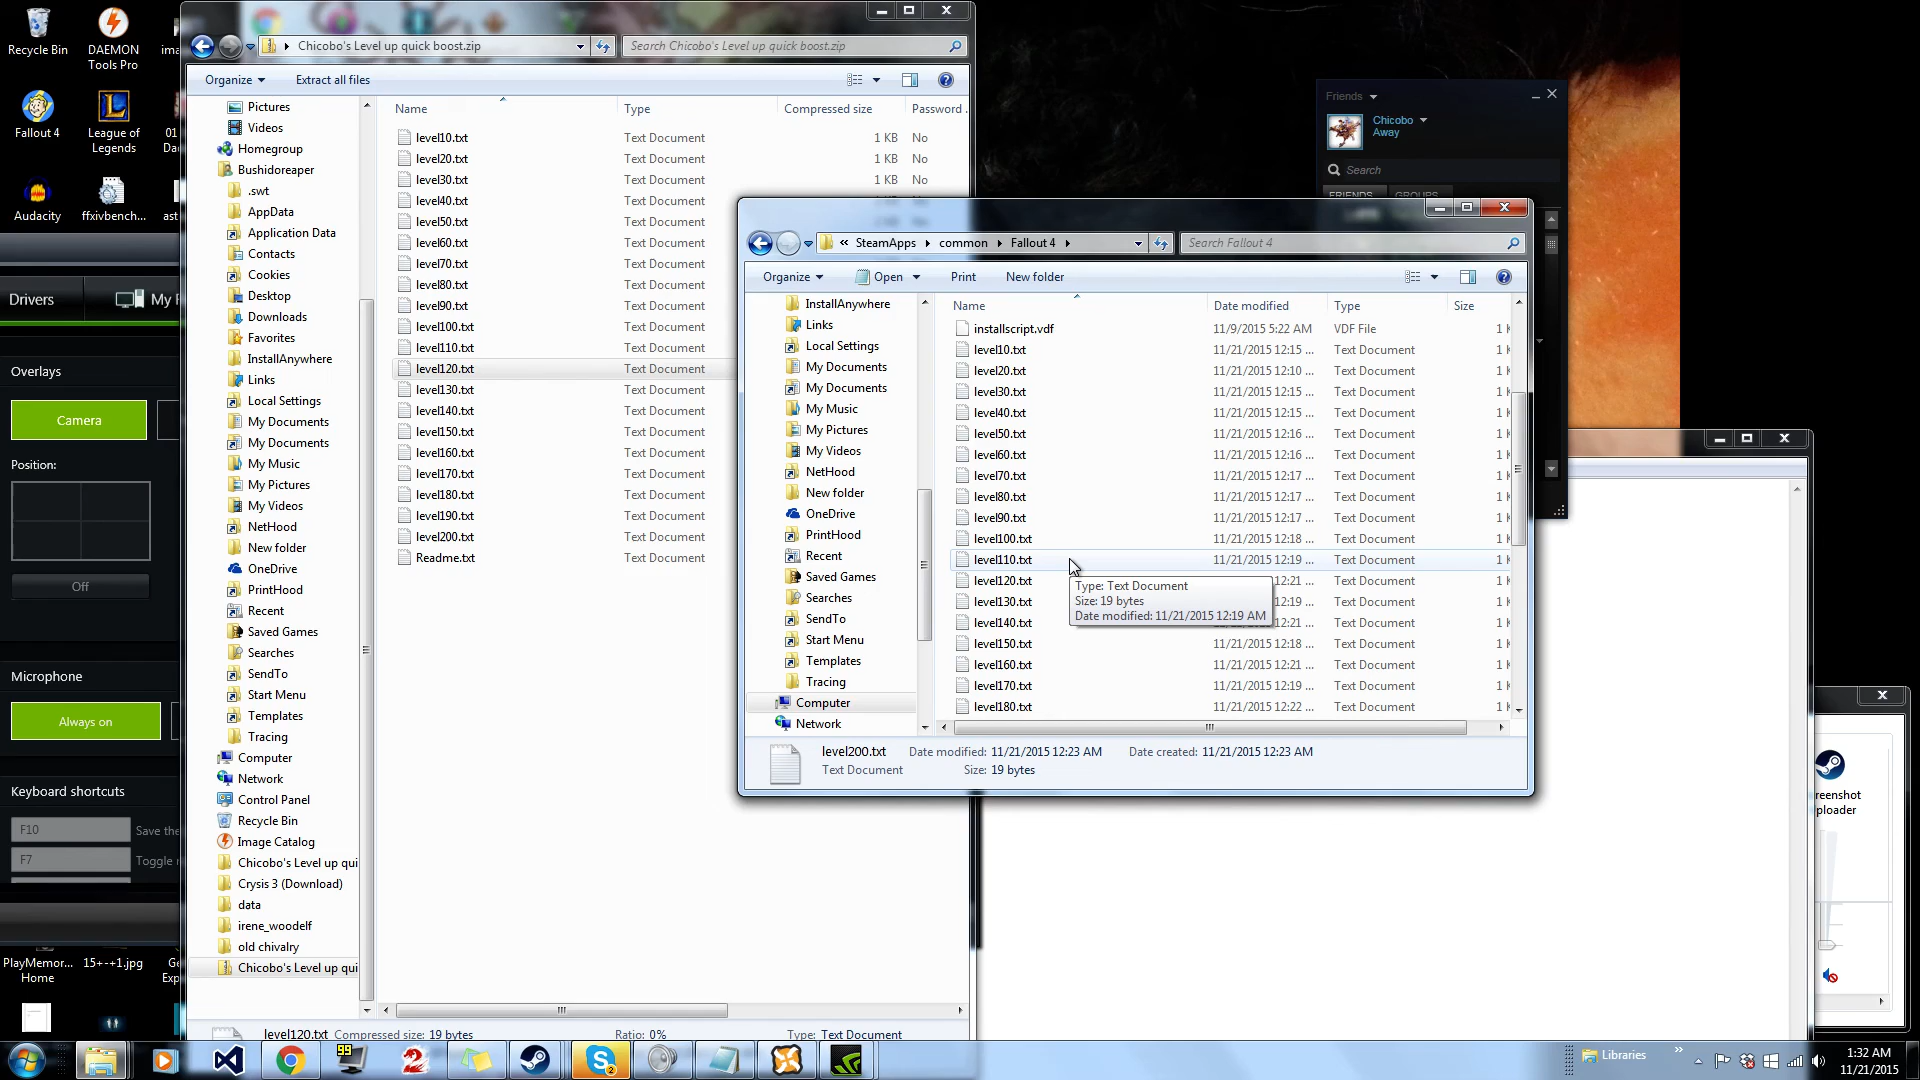 Recycle Bin
DAEMON
Tools Pro
ima
Fallout 4
League of
Legends
01
Da
Audacity
ffxivbench...
ast
Drivers
My
Overlays
Camera
Position:
Off
Microphone
Always on
Keyboard shortcuts
F10
Save the
F7
Toggle
PlayMemor...
Home
15+-+1.jpg
Ge
Exp
Chicobo's Level up quick boost.zip
Search Chicobo's Level up quick boost.zip
Organize
Extract all files
Pictures
Videos
Homegroup
Bushidoreaper
.swt
AppData
Application Data
Contacts
Cookies
Desktop
Downloads
Favorites
InstallAnywhere
Links
Local Settings
My Documents
My Documents
My Music
My Pictures
My Videos
NetHood
New folder
OneDrive
PrintHood
Recent
Saved Games
Searches
SendTo
Start Menu
Templates
Tracing
Computer
Network
Control Panel
Recycle Bin
Image Catalog
Chicobo's Level up qui
Crysis 3 (Download)
data
irene_woodelf
old chivalry
Chicobo's Level up qui
Name Type Compressed size Password
level10.txt Text Document 1 KB No
level20.txt Text Document 1 KB No
level30.txt Text Document 1 KB No
level40.txt Text Document
level50.txt Text Document
level60.txt Text Document
level70.txt Text Document
level80.txt Text Document
level90.txt Text Document
level100.txt Text Document
level110.txt Text Document
level120.txt Text Document
level130.txt Text Document
level140.txt Text Document
level150.txt Text Document
level160.txt Text Document
level170.txt Text Document
level180.txt Text Document
level190.txt Text Document
level200.txt Text Document
Readme.txt Text Document
level120.txt Compressed size: 19 bytes Ratio: 0% Type: Text Document
Friends
Chicobo
Away
Search
FRIENDS GROUPS
« SteamApps common Fallout 4
Search Fallout 4
Organize Open Print New folder
InstallAnywhere
Links
Local Settings
My Documents
My Documents
My Music
My Pictures
My Videos
NetHood
New folder
OneDrive
PrintHood
Recent
Saved Games
Searches
SendTo
Start Menu
Templates
Tracing
Computer
Network
Name Date modified Type Size
installscript.vdf 11/9/2015 5:22 AM VDF File 1 K
level10.txt 11/21/2015 12:15 ... Text Document 1 K
level20.txt 11/21/2015 12:10 ... Text Document 1 K
level30.txt 11/21/2015 12:15 ... Text Document 1 K
level40.txt 11/21/2015 12:15 ... Text Document 1 K
level50.txt 11/21/2015 12:16 ... Text Document 1 K
level60.txt 11/21/2015 12:16 ... Text Document 1 K
level70.txt 11/21/2015 12:17 ... Text Document 1 K
level80.txt 11/21/2015 12:17 ... Text Document 1 K
level90.txt 11/21/2015 12:17 ... Text Document 1 K
level100.txt 11/21/2015 12:18 ... Text Document 1 K
level110.txt 11/21/2015 12:19 ... Text Document 1 K
level120.txt 12:21 ... Text Document 1 K
level130.txt 12:19 ... Text Document 1 K
level140.txt 12:21 ... Text Document 1 K
level150.txt 11/21/2015 12:18 ... Text Document 1 K
level160.txt 11/21/2015 12:21 ... Text Document 1 K
level170.txt 11/21/2015 12:19 ... Text Document 1 K
level180.txt 11/21/2015 12:22 ... Text Document 1 K
Type: Text Document
Size: 19 bytes
Date modified: 11/21/2015 12:19 AM
level200.txt Date modified: 11/21/2015 12:23 AM Date created: 11/21/2015 12:23 AM
Text Document Size: 19 bytes
reenshot
ploader
99
2
Libraries
»
1:32 AM
11/21/2015